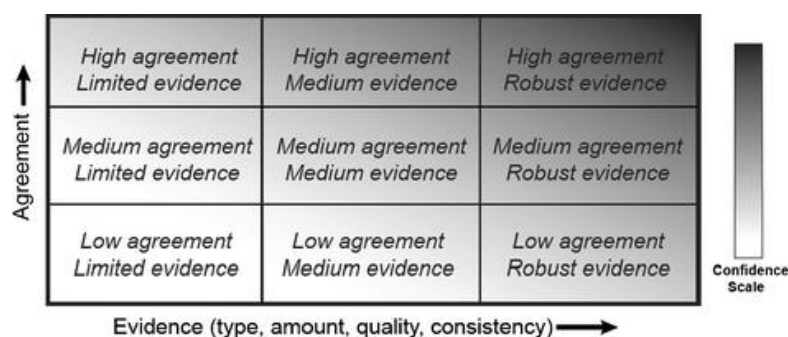 High agreement
Limited evidence
High agreement
Medium evidence
High agreement
Robust evidence
Medium agreement
Limited evidence
Medium agreement
Medium evidence
Medium agreement
Robust evidence
Low agreement
Limited evidence
Low agreement
Medium evidence
Low agreement
Robust evidence
Agreement
Evidence (type, amount, quality, consistency)
Confidence
Scale